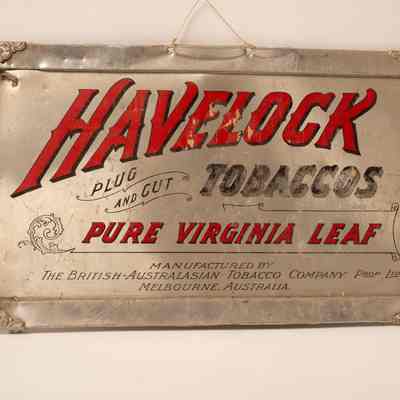 HAVELOCK
PLUG AND CUT
TOBACCOS
PURE VIRGINIA LEAF
MANUFACTURED BY
THE BRITISH-AUSTRALASIAN TOBACCO COMPANY PROP. LTD
MELBOURNE, AUSTRALIA.